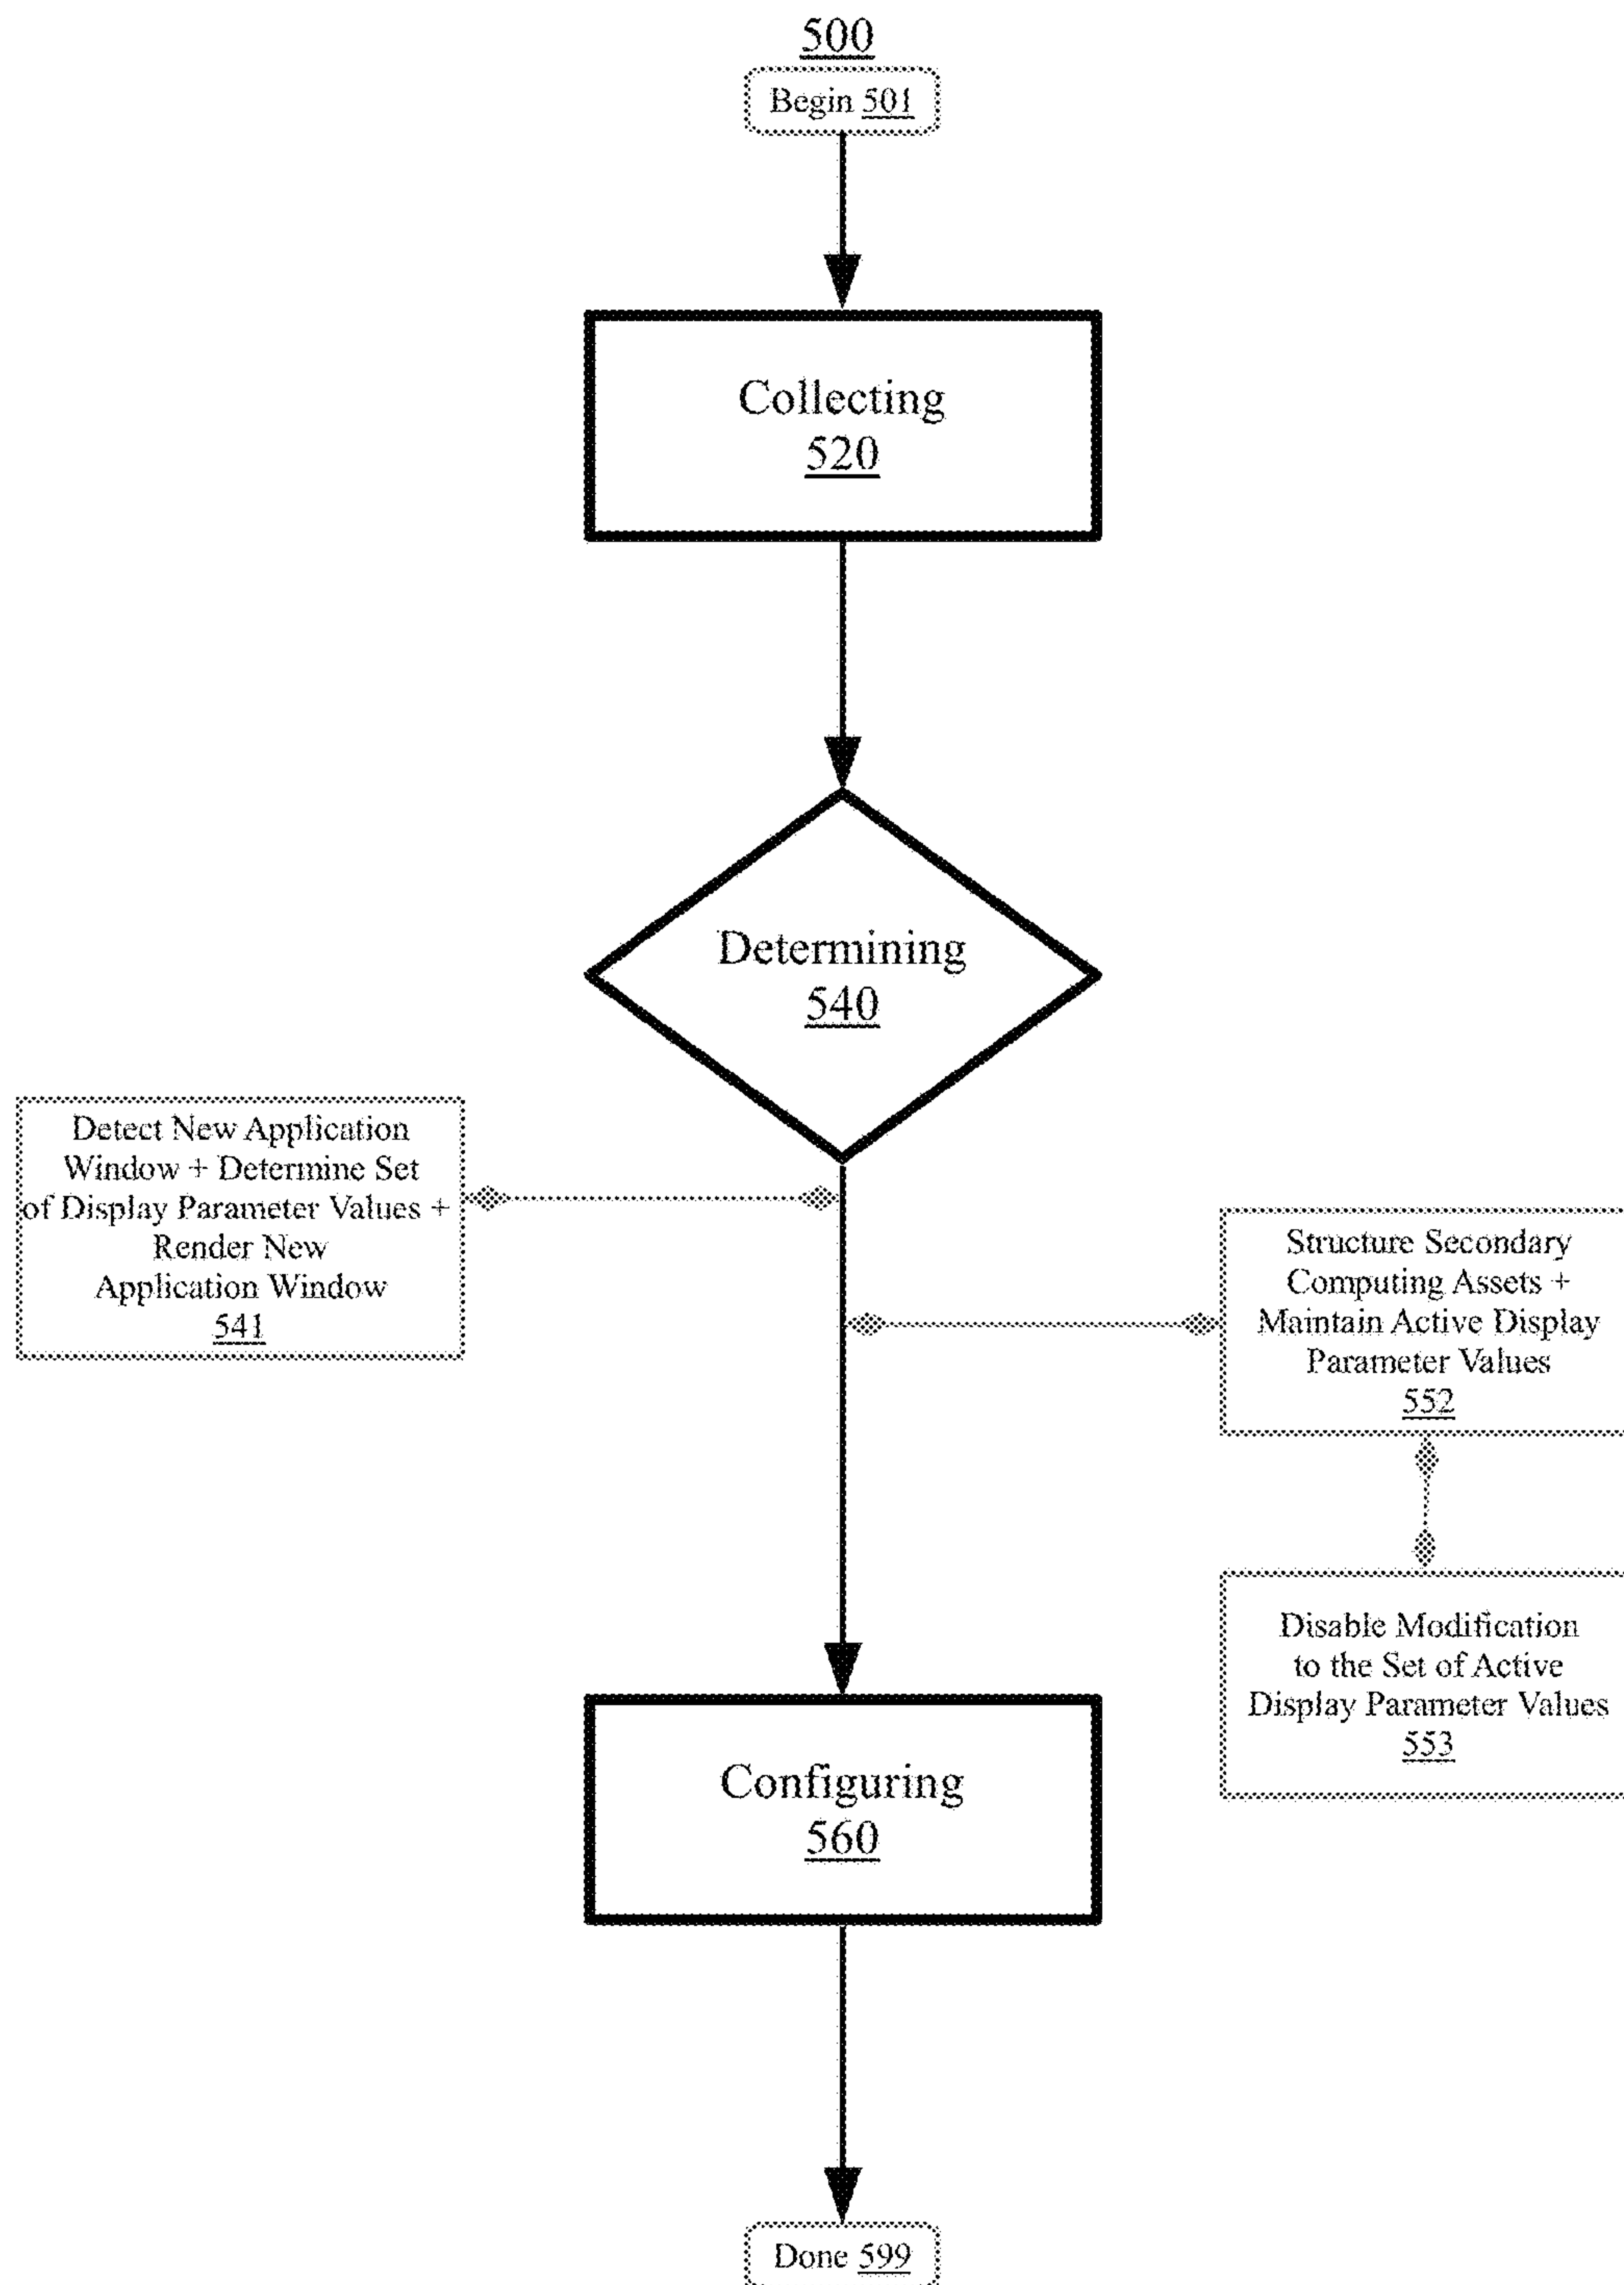 500
Begin 501
Collecting
520
Determining
540
Detect New Application
Window + Determine Set
of Display Parameter Values +
Render New
Application Window
541
Structure Secondary
Computing Assets +
Maintain Active Display
Parameter Values
552
Disable Modification
to the Set of Active
Display Parameter Values
553
Configuring
560
Done 599